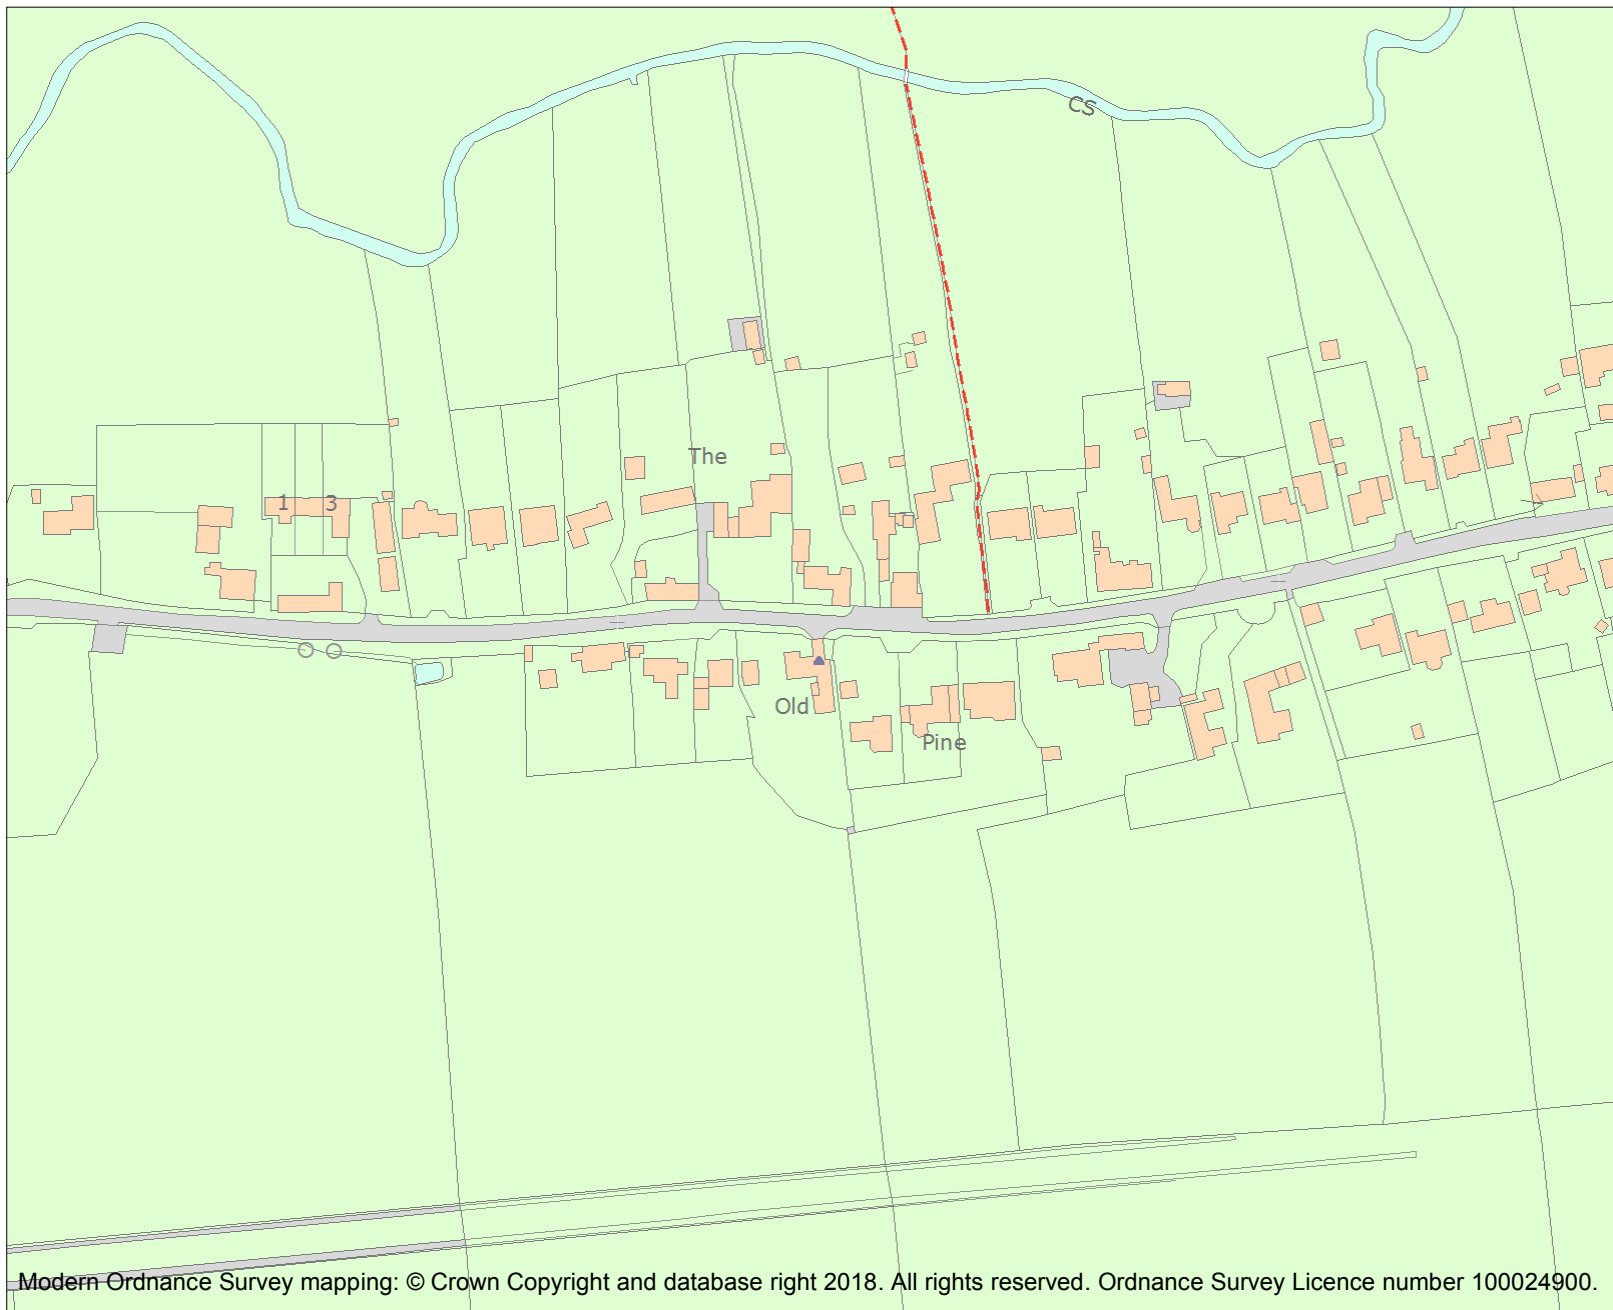 CS
The
1 3
Old
Pine
Modern Ordnance Survey mapping: © Crown Copyright and database right 2018. All rights reserved. Ordnance Survey Licence number 100024900.